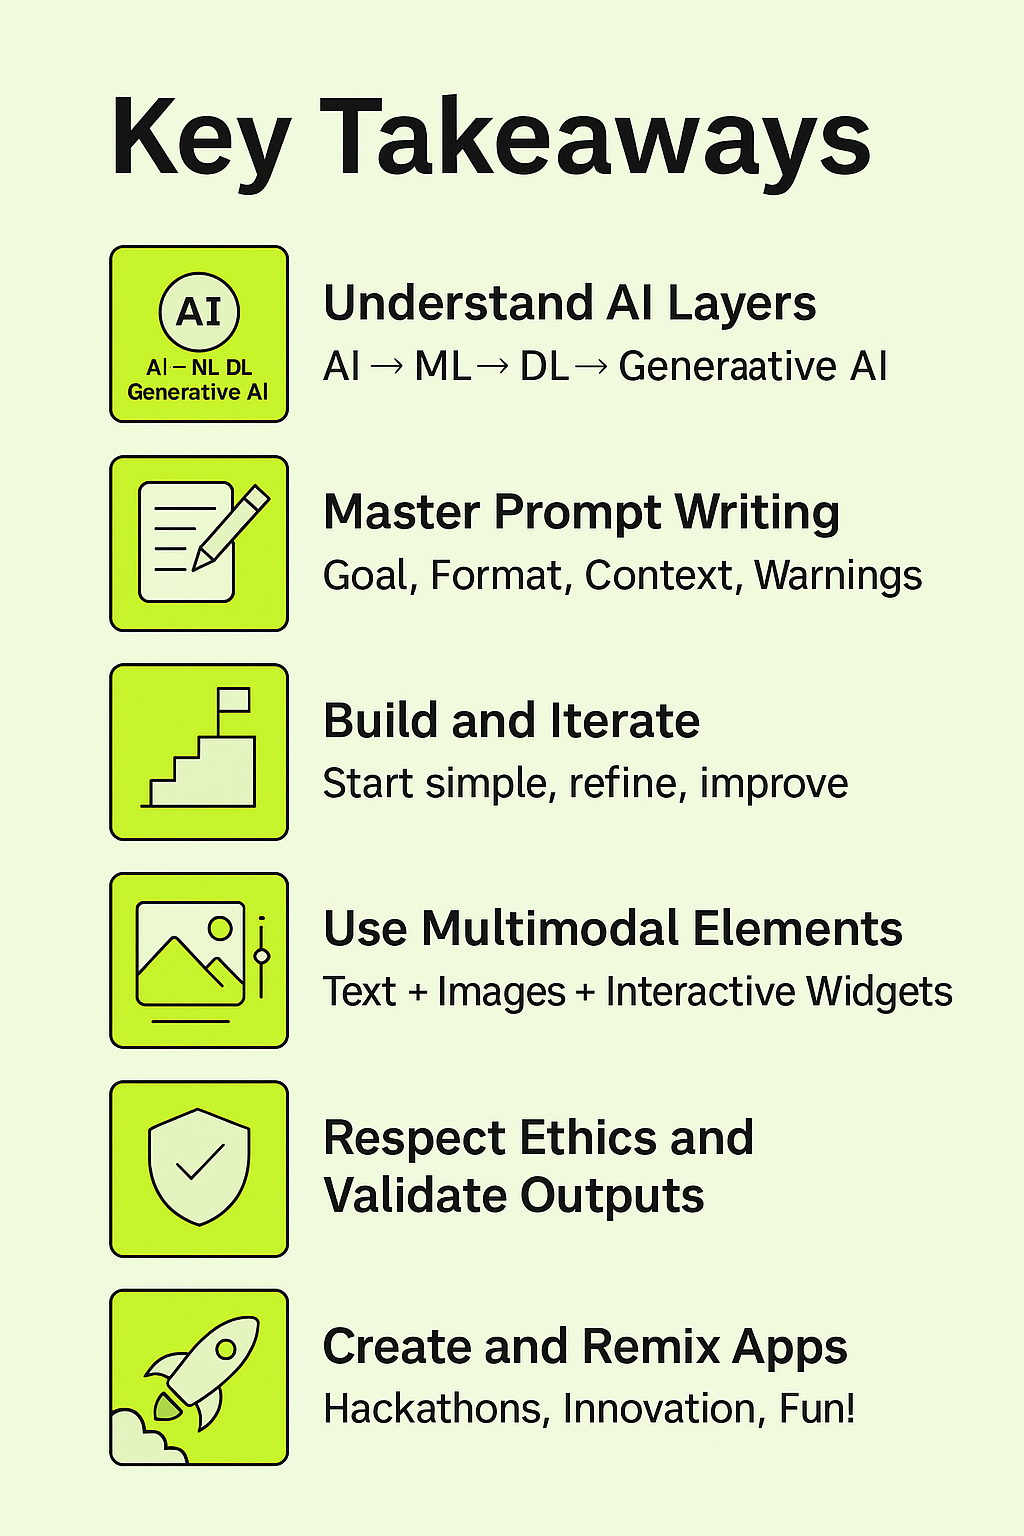 Key Takeaways
AI
AI – NL DL
Generative AI
Understand AI Layers
AI → ML → DL → Generaative AI
Master Prompt Writing
Goal, Format, Context, Warnings
Build and Iterate
Start simple, refine, improve
Use Multimodal Elements
Text + Images + Interactive Widgets
Respect Ethics and
Validate Outputs
Create and Remix Apps
Hackathons, Innovation, Fun!